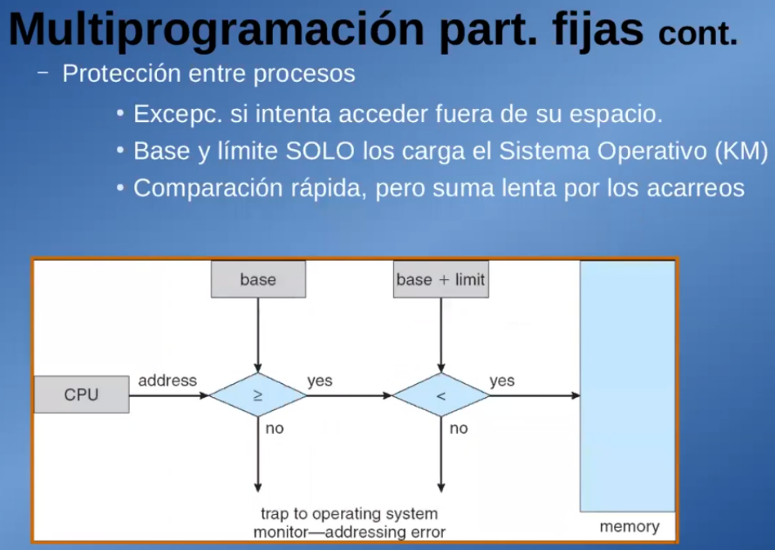 Multiprogramación part. fijas cont.
– Protección entre procesos
• Excepc. si intenta acceder fuera de su espacio.
• Base y límite SOLO los carga el Sistema Operativo (KM)
• Comparación rápida, pero suma lenta por los acarreos
base
base + limit
CPU
address
≥
yes
<
yes
no
no
trap to operating system
monitor—addressing error
memory